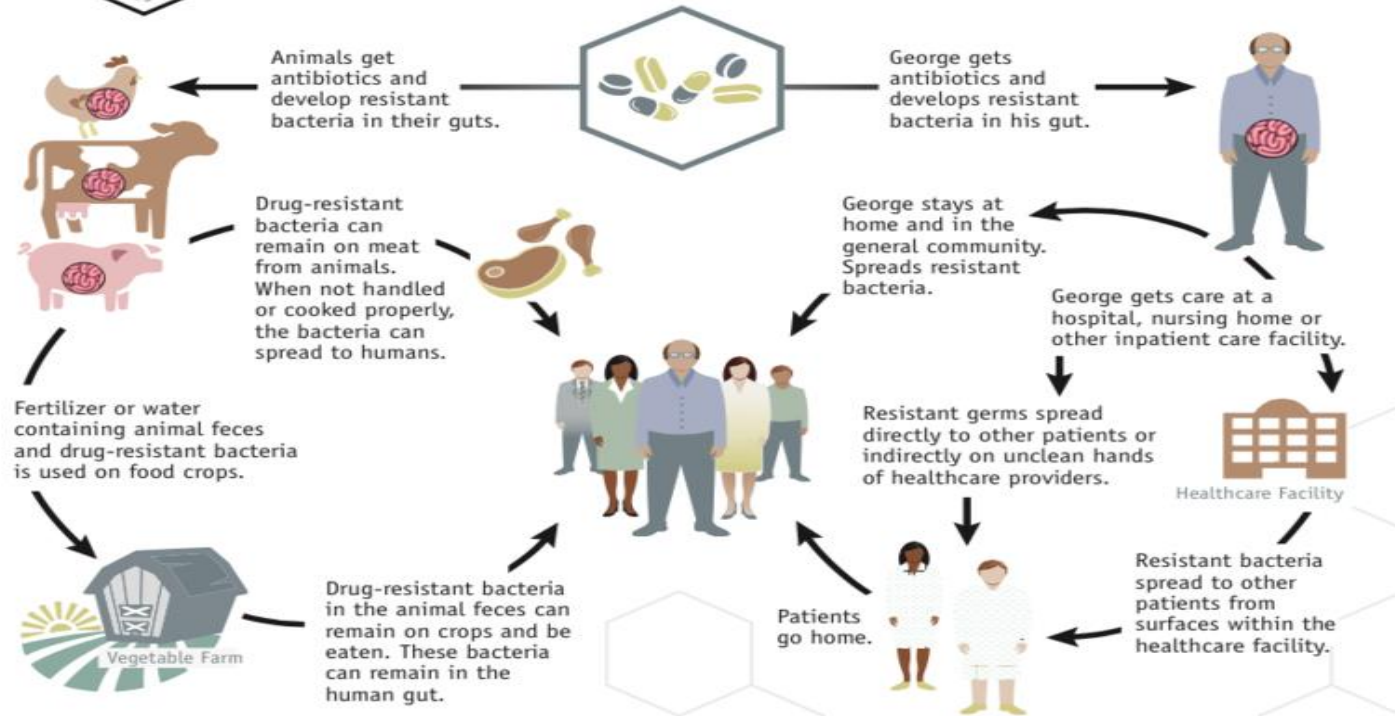 Animals get
antibiotics and
develop resistant
bacteria in their guts.
George gets
antibiotics and
develops resistant
bacteria in his gut.
Drug-resistant
bacteria can
remain on meat
from animals.
When not handled
or cooked properly,
the bacteria can
spread to humans.
George stays at
home and in the
general community.
Spreads resistant
bacteria.
George gets care at a
hospital, nursing home or
other inpatient care facility.
Fertilizer or water
containing animal feces
and drug-resistant bacteria
is used on food crops.
Resistant germs spread
directly to other patients or
indirectly on unclean hands
of healthcare providers.
Healthcare Facility
Vegetable Farm
Drug-resistant bacteria
in the animal feces can
remain on crops and be
eaten. These bacteria
can remain in the
human gut.
Patients
go home.
Resistant bacteria
spread to other
patients from
surfaces within the
healthcare facility.